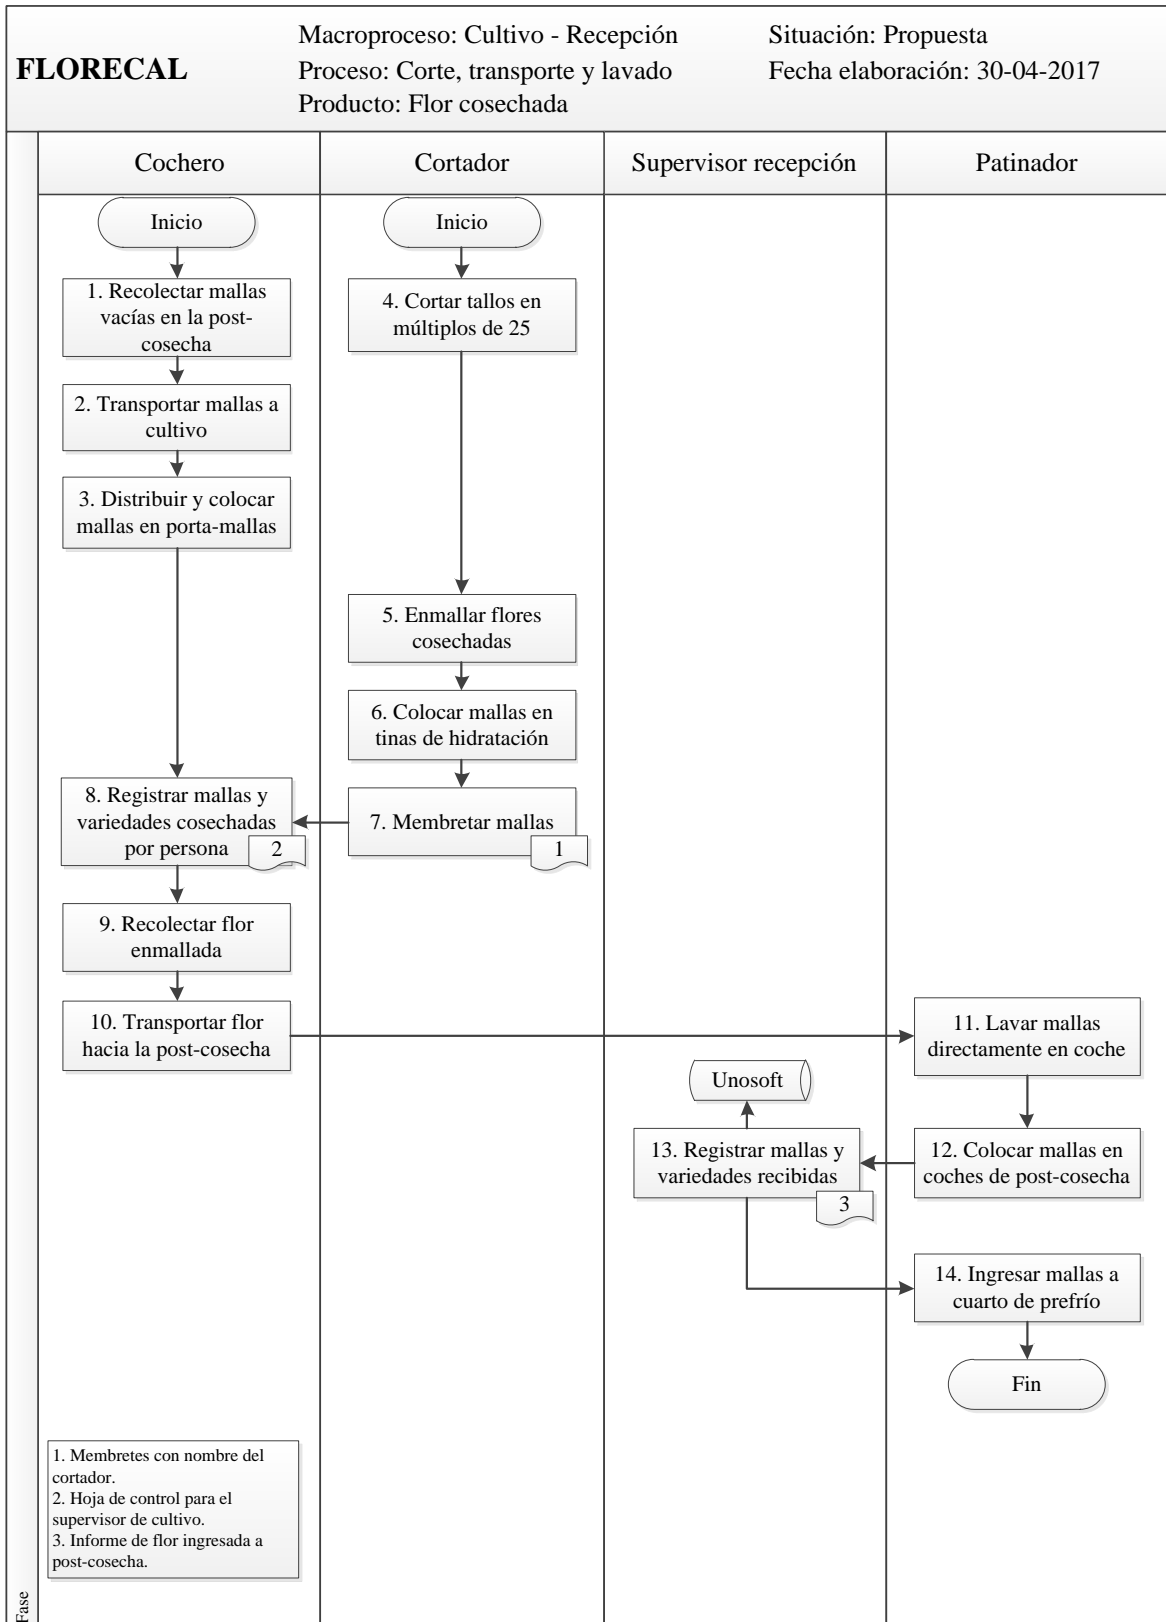 FLORECAL
Macroproceso: Cultivo - Recepción
Proceso: Corte, transporte y lavado
Producto: Flor cosechada
Situación: Propuesta
Fecha elaboración: 30-04-2017
Cochero
Cortador
Supervisor recepción
Patinador
Inicio
Inicio
1. Recolectar mallas
vacías en la post-
cosecha
4. Cortar tallos en
múltiplos de 25
2. Transportar mallas a
cultivo
3. Distribuir y colocar
mallas en porta-mallas
5. Enmallar flores
cosechadas
6. Colocar mallas en
tinas de hidratación
7. Membretar mallas
1
8. Registrar mallas y
variedades cosechadas
por persona
2
9. Recolectar flor
enmallada
10. Transportar flor
hacia la post-cosecha
11. Lavar mallas
directamente en coche
Unosoft
12. Colocar mallas en
coches de post-cosecha
13. Registrar mallas y
variedades recibidas
3
14. Ingresar mallas a
cuarto de prefrío
Fin
1. Membretes con nombre del
cortador.
2. Hoja de control para el
supervisor de cultivo.
3. Informe de flor ingresada a
post-cosecha.
Fase